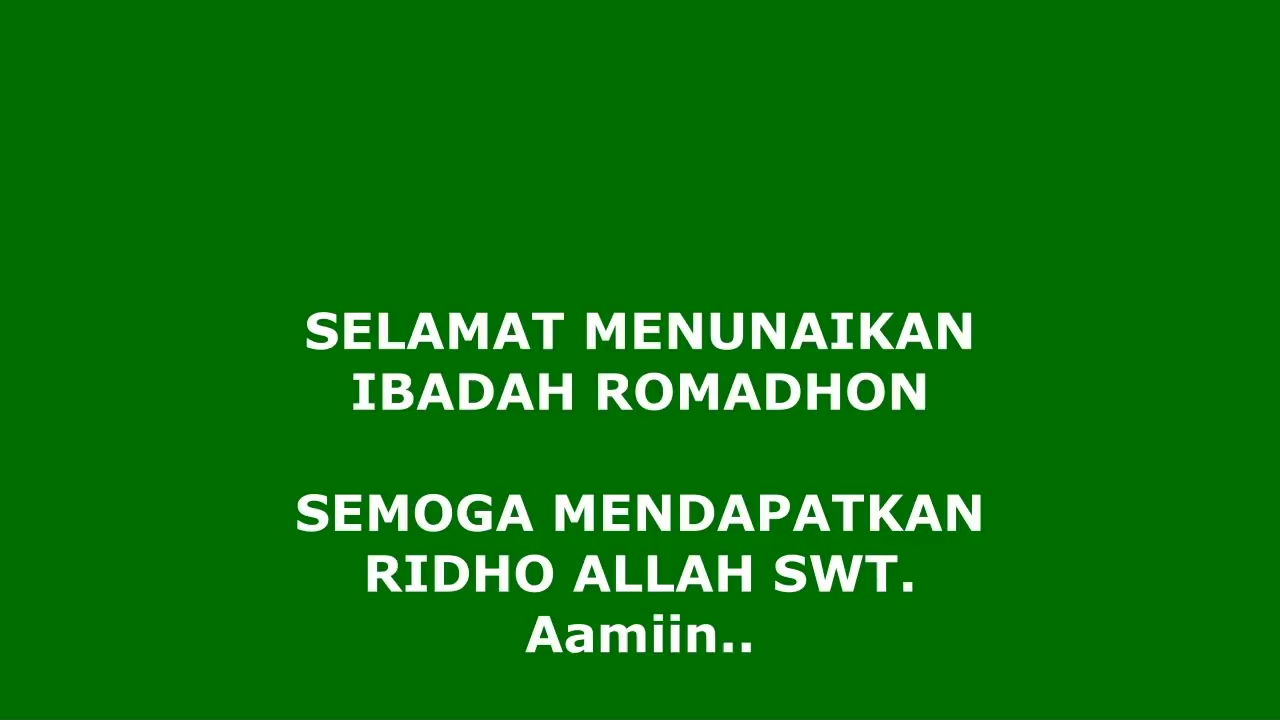 SELAMAT MENUNAIKAN
IBADAH ROMADHON
SEMOGA MENDAPATKAN
RIDHO ALLAH SWT.
Aamiin..